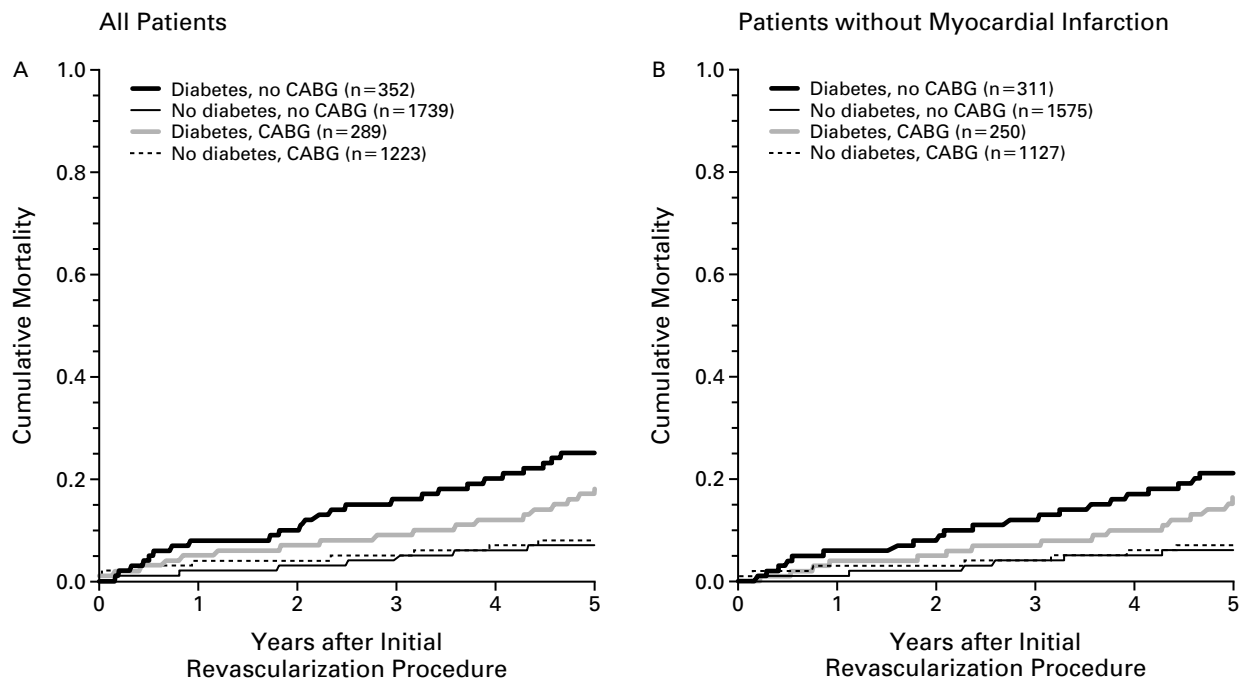 All Patients
A
1.0
0.8
0.6
0.4
0.2
0.0
Cumulative Mortality
Diabetes, no CABG (n=352)
No diabetes, no CABG (n=1739)
Diabetes, CABG (n=289)
No diabetes, CABG (n=1223)
0 1 2 3 4 5
Years after Initial
Revascularization Procedure
Patients without Myocardial Infarction
B
1.0
0.8
0.6
0.4
0.2
0.0
Cumulative Mortality
Diabetes, no CABG (n=311)
No diabetes, no CABG (n=1575)
Diabetes, CABG (n=250)
No diabetes, CABG (n=1127)
0 1 2 3 4 5
Years after Initial
Revascularization Procedure